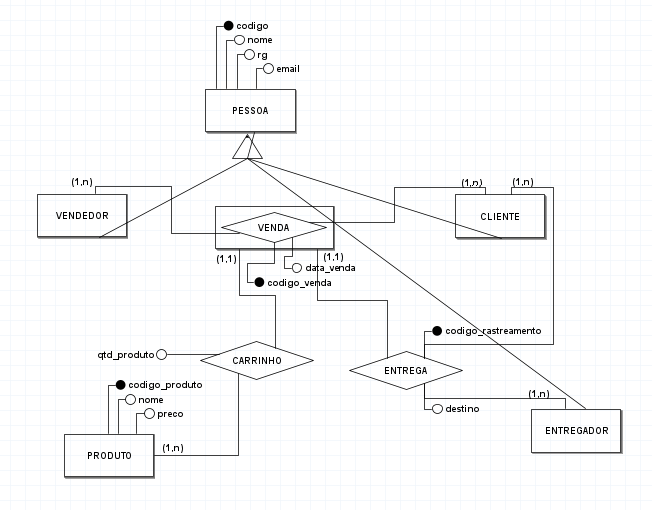 codigo
nome
rg
email
PESSOA
(1,n)
(1,n)
(1,n)
VENDEDOR
CLIENTE
VENDA
(1,1)
(1,1)
data_venda
codigo_venda
codigo_rastreamento
qtd_produto
CARRINHO
ENTREGA
codigo_produto
nome
preco
(1,n)
destino
ENTREGADOR
(1,n)
PRODUTO